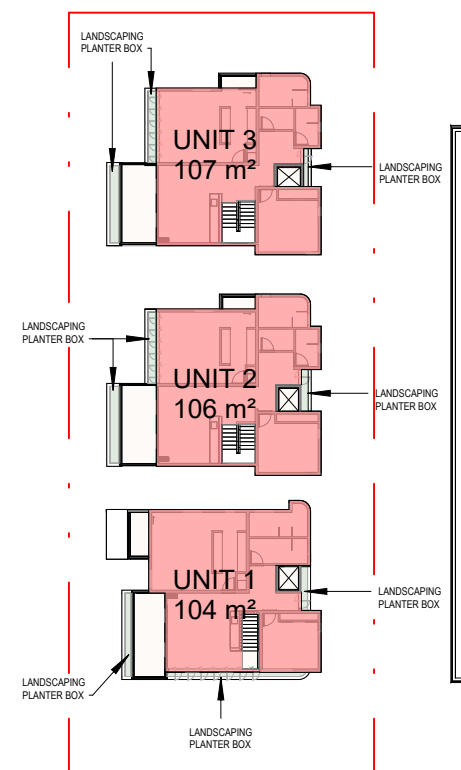 LANDSCAPING
PLANTER BOX
UNIT 3
107 m²
LANDSCAPING
PLANTER BOX
LANDSCAPING
PLANTER BOX
UNIT 2
106 m²
LANDSCAPING
PLANTER BOX
UNIT 1
104 m²
LANDSCAPING
PLANTER BOX
LANDSCAPING
PLANTER BOX
LANDSCAPING
PLANTER BOX